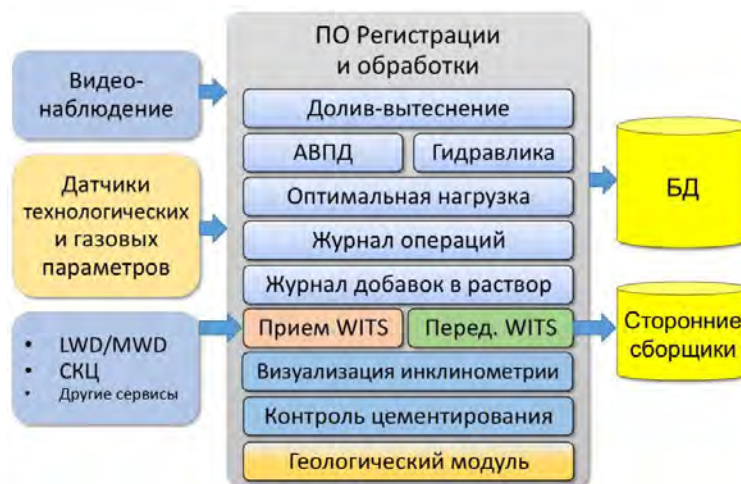 ПО Регистрации
и обработки
Видео-
наблюдение
Долив-вытеснение
АВПД
Гидравлика
Датчики
технологических
и газовых
параметров
Оптимальная нагрузка
Журнал операций
Журнал добавок в раствор
БД
• LWD/MWD
• СКЦ
• Другие сервисы
Прием WITS
Перед. WITS
Сторонние
сборщики
Визуализация инклинометрии
Контроль цементирования
Геологический модуль